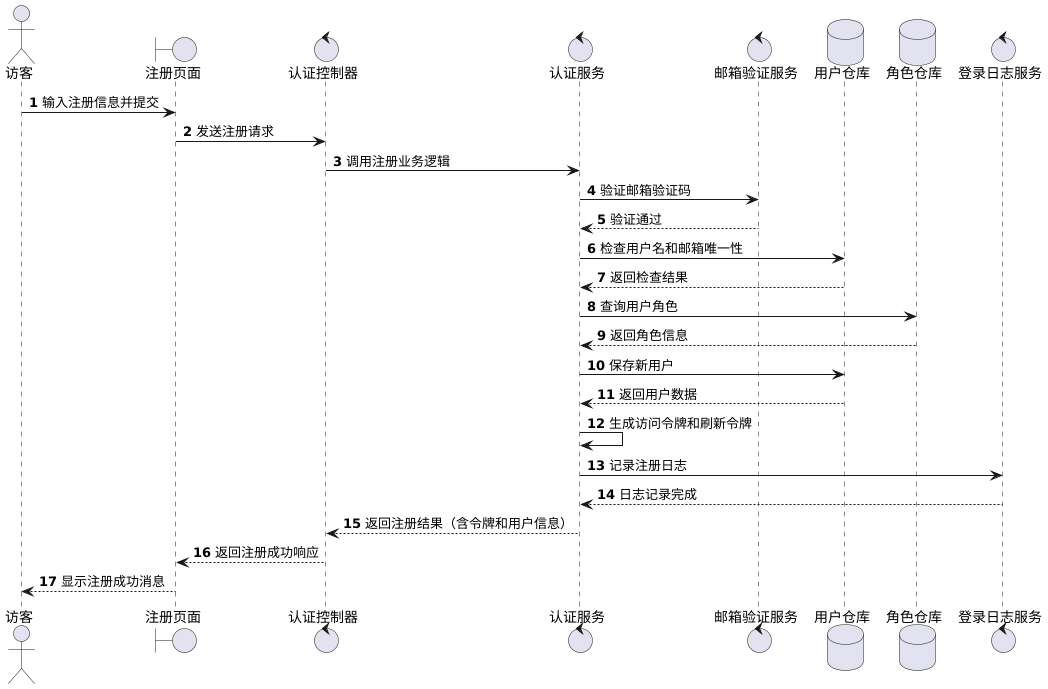 访客 注册页面 认证控制器 认证服务 邮箱验证服务 用户仓库 角色仓库 登录日志服务
1 输入注册信息并提交
2 发送注册请求
3 调用注册业务逻辑
4 验证邮箱验证码
5 验证通过
6 检查用户名和邮箱唯一性
7 返回检查结果
8 查询用户角色
9 返回角色信息
10 保存新用户
11 返回用户数据
12 生成访问令牌和刷新令牌
13 记录注册日志
14 日志记录完成
15 返回注册结果（含令牌和用户信息）
16 返回注册成功响应
17 显示注册成功消息
访客 注册页面 认证控制器 认证服务 邮箱验证服务 用户仓库 角色仓库 登录日志服务